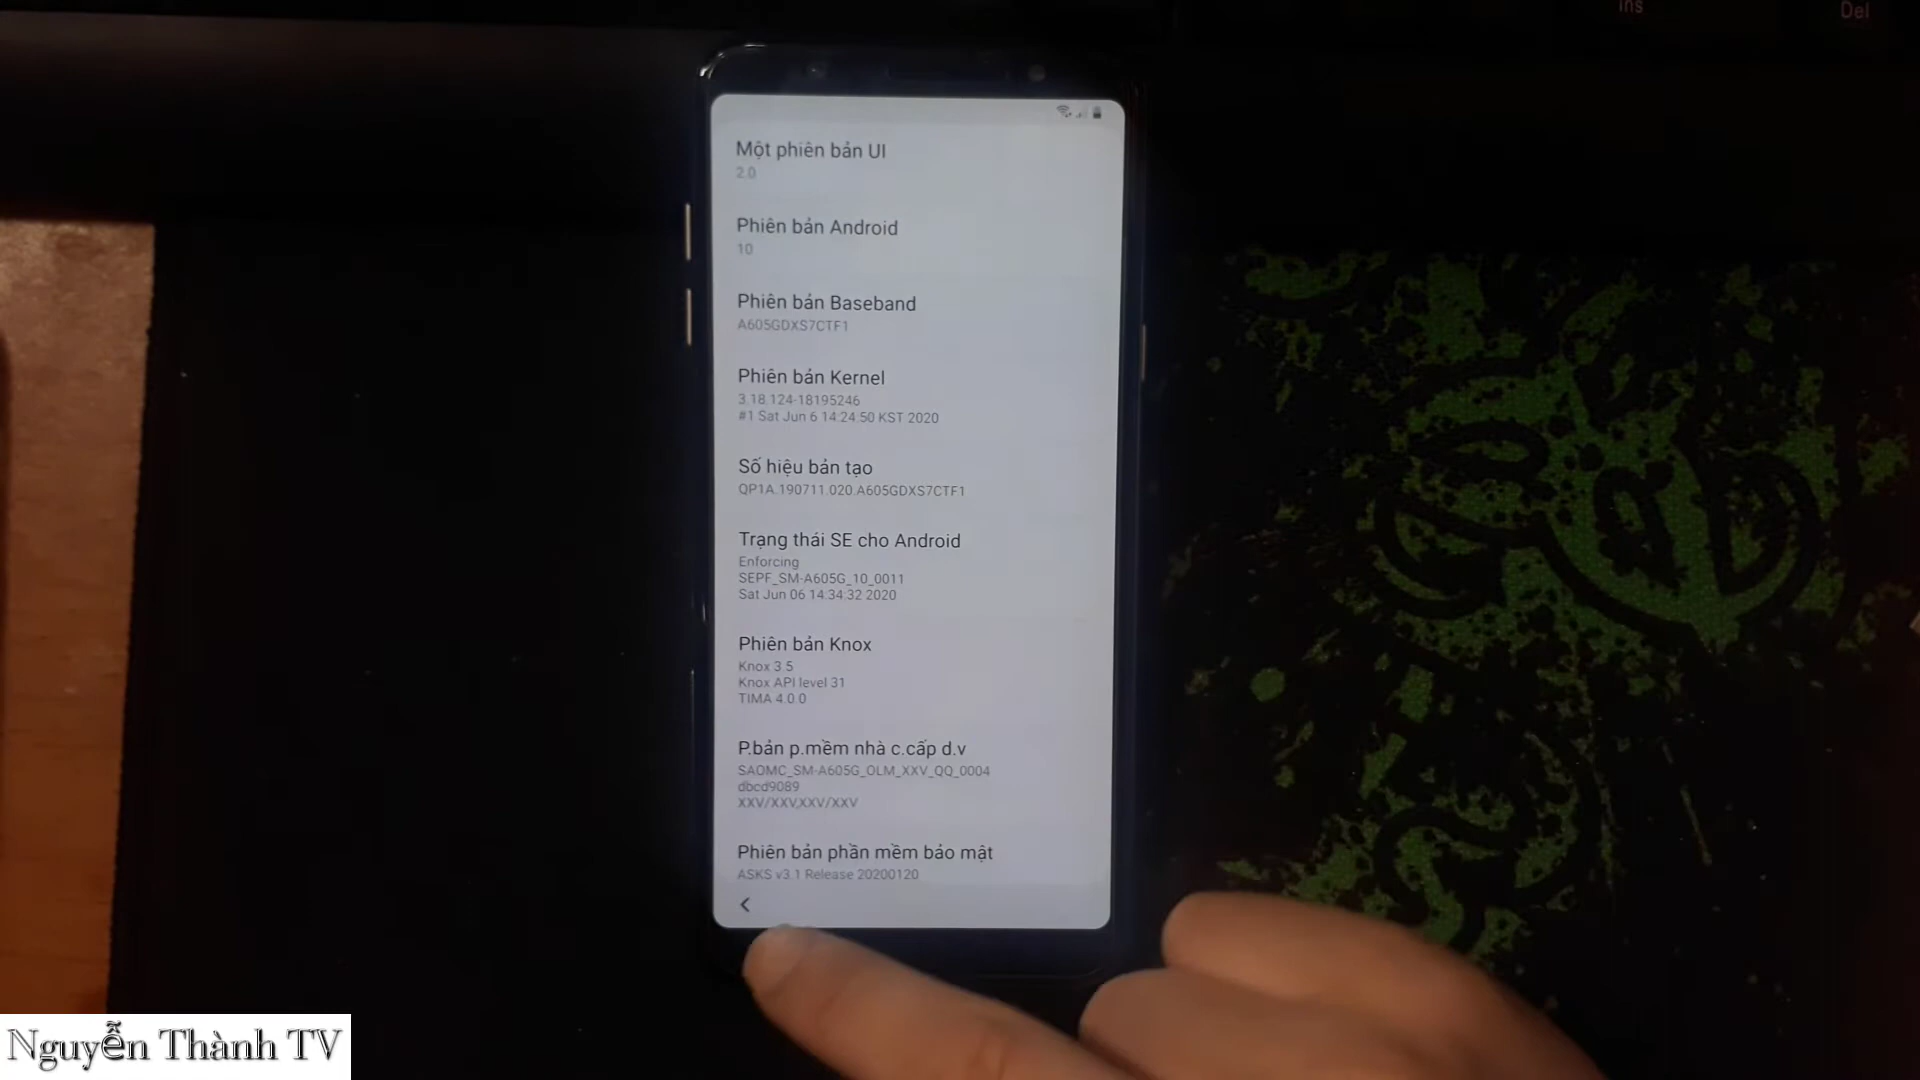 Ins
Del
Một phiên bản UI
2.0
Phiên bản Android
10
Phiên bản Baseband
A605GDXS7CTF1
Phiên bản Kernel
3.18.124-18195246
#1 Sat Jun 6 14:24:50 KST 2020
Số hiệu bản tạo
QP1A.190711.020.A605GDXS7CTF1
Trạng thái SE cho Android
Enforcing
SEPF_SM-A605G_10_0011
Sat Jun 06 14:34:32 2020
Phiên bản Knox
Knox 3.5
Knox API level 31
TIMA 4.0.0
P.bản p.mềm nhà c.cấp d.v
SAOMC_SM-A605G_OLM_XXV_QQ_0004
dbcd9089
XXV/XXV,XXV/XXV
Phiên bản phần mềm bảo mật
ASKS v3.1 Release 20200120
Nguyễn Thành TV